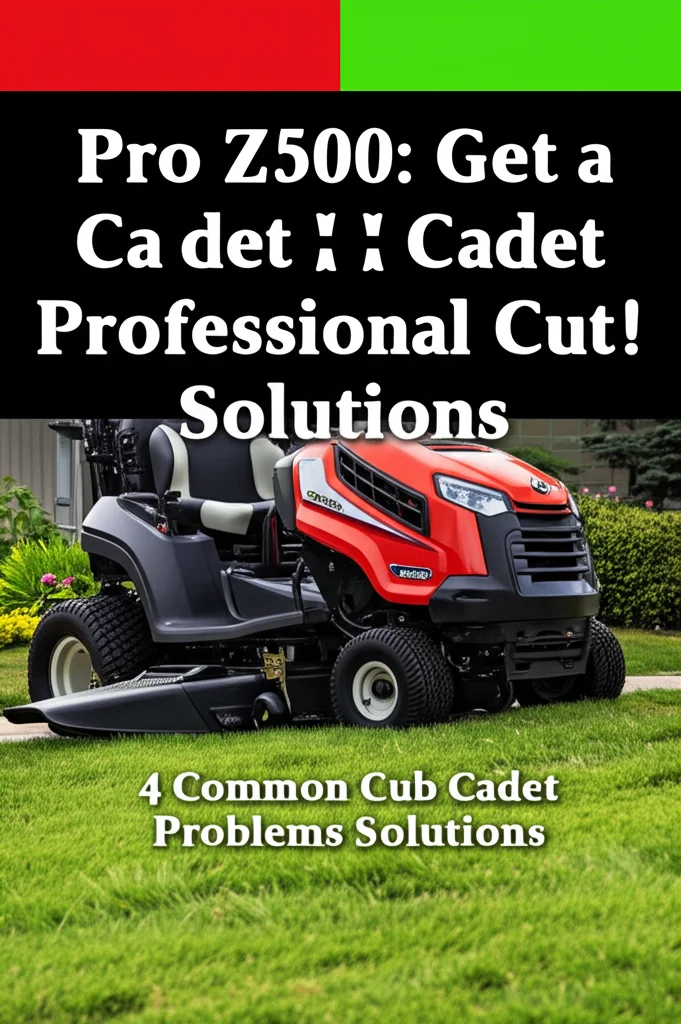 Pro Z500: Get a
Ca det Cadet
Professional Cut!
Solutions
4 Common Cub Cadet
Problems Solutions